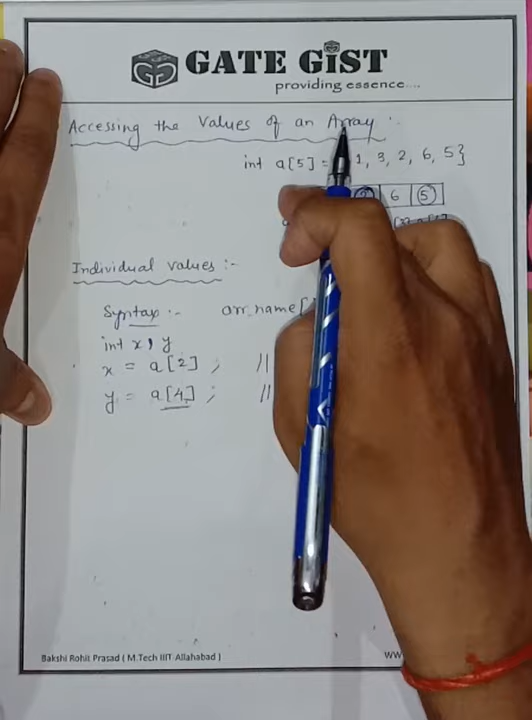 GATE GiST
providing essence....
Accessing the Values of an Array :
int a[5] = 1, 3, 2, 6, 5}
6 5
Individual Values :-
Syntax :- arr_name[
int x, y
x = a[2] ; //
y = a[4] ; //
Bakshi Rohit Prasad ( M.Tech IIIT Allahabad ) WW